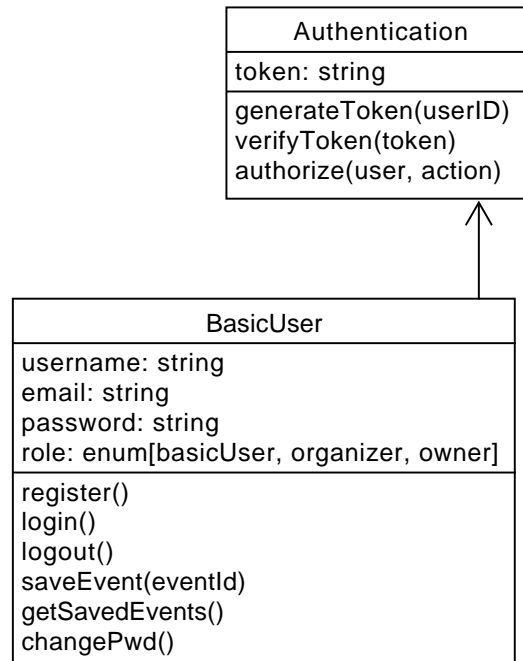 Authentication
token: string
generateToken(userID)
verifyToken(token)
authorize(user, action)
BasicUser
username: string
email: string
password: string
role: enum[basicUser, organizer, owner]
register()
login()
logout()
saveEvent(eventId)
getSavedEvents()
changePwd()